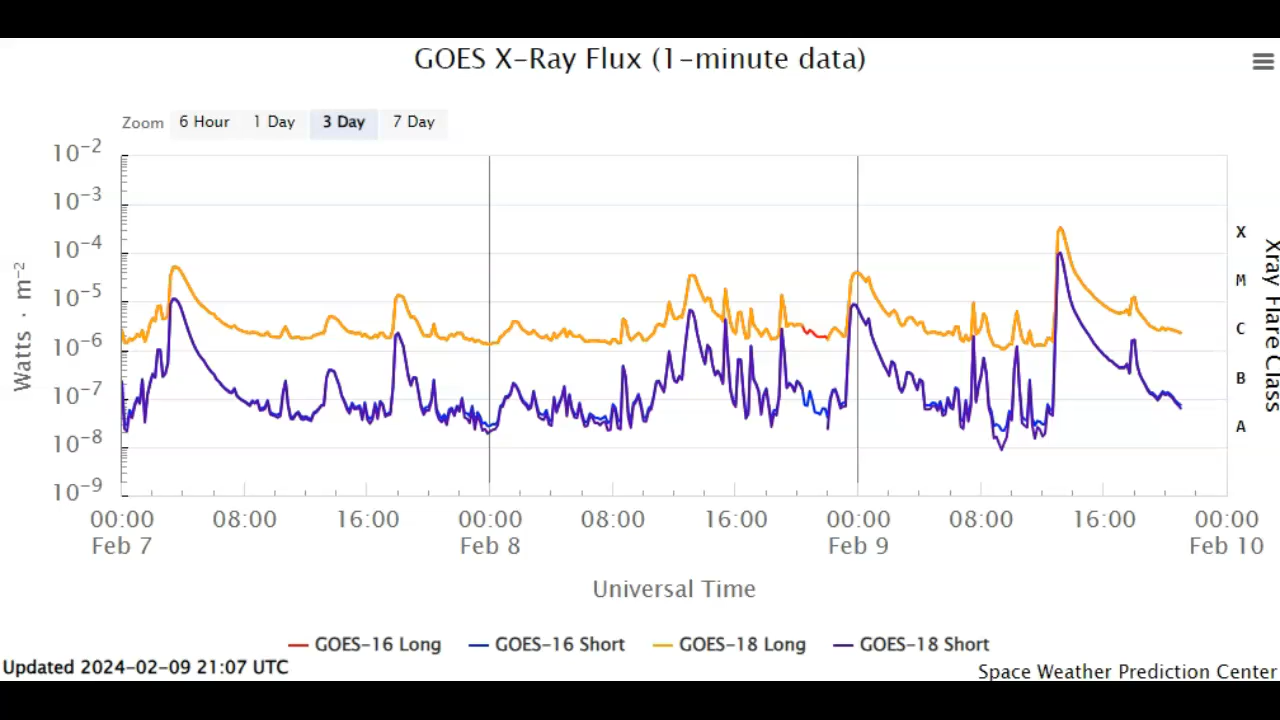 GOES X-Ray Flux (1-minute data)
Zoom 6 Hour 1 Day 3 Day 7 Day
10⁻²
10⁻³
10⁻⁴
10⁻⁵
10⁻⁶
10⁻⁷
10⁻⁸
10⁻⁹
Watts · m⁻²
X
M
C
B
A
Xray Flare Class
00:00 08:00 16:00 00:00 08:00 16:00 00:00 08:00 16:00 00:00
Feb 7 Feb 8 Feb 9 Feb 10
Universal Time
GOES-16 Long GOES-16 Short GOES-18 Long GOES-18 Short
Updated 2024-02-09 21:07 UTC
Space Weather Prediction Center